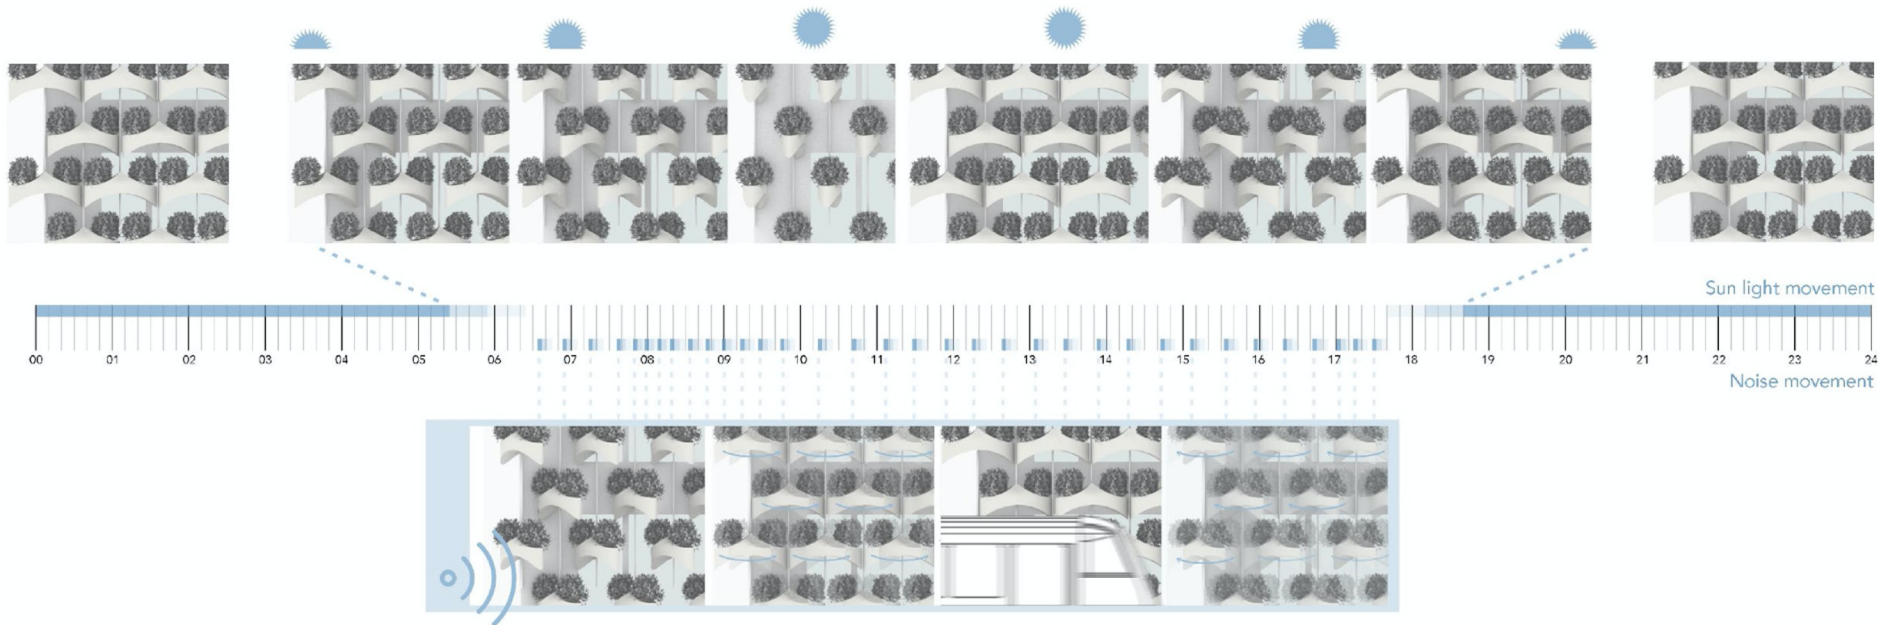 Sun light movement
00 01 02 03 04 05 06 07 08 09 10 11 12 13 14 15 16 17 18 19 20 21 22 23 24
Noise movement